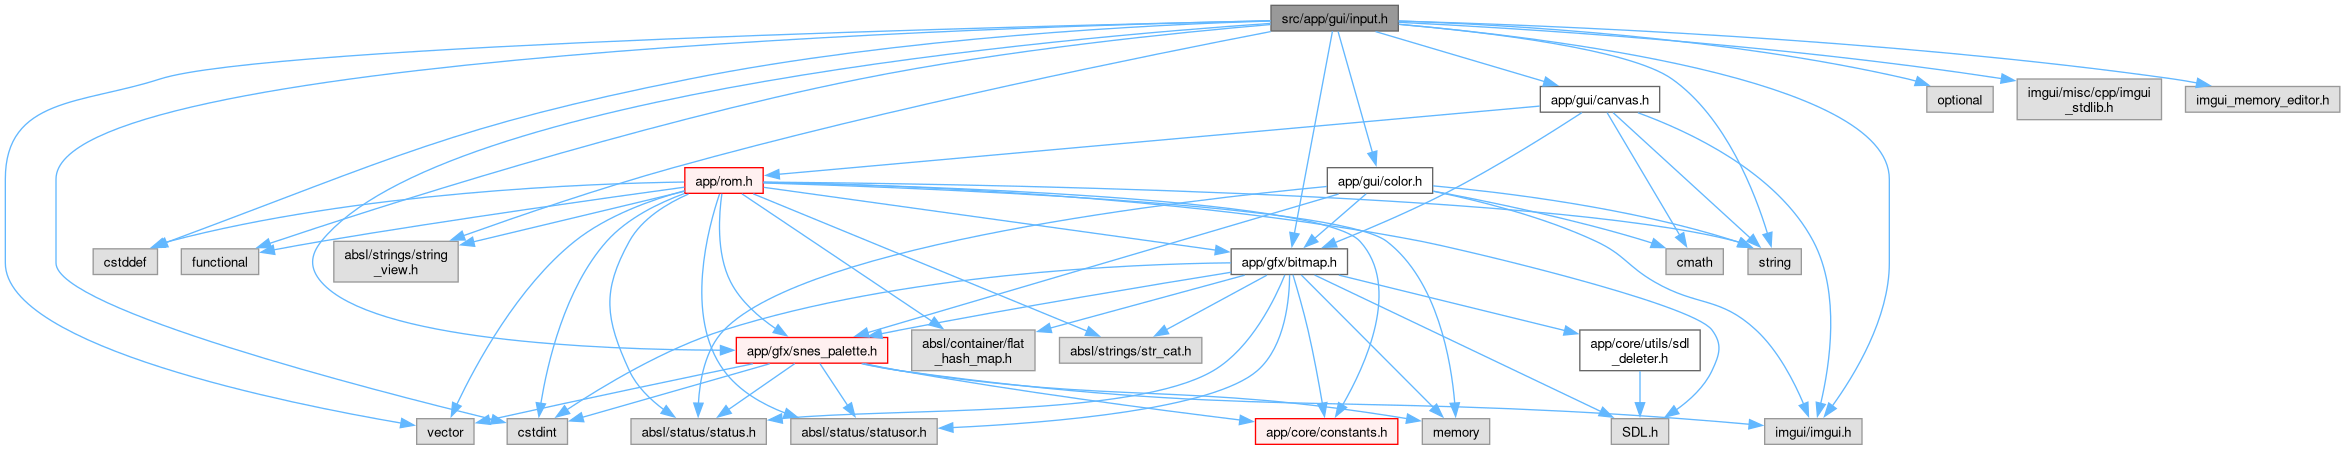 src/app/gui/input.h
app/gui/canvas.h
optional
imgui/misc/cpp/imgui
_stdlib.h
imgui_memory_editor.h
app/rom.h
app/gui/color.h
cstddef
functional
absl/strings/string
_view.h
app/gfx/bitmap.h
cmath
string
app/gfx/snes_palette.h
absl/container/flat
_hash_map.h
absl/strings/str_cat.h
app/core/utils/sdl
_deleter.h
vector
cstdint
absl/status/status.h
absl/status/statusor.h
app/core/constants.h
memory
SDL.h
imgui/imgui.h